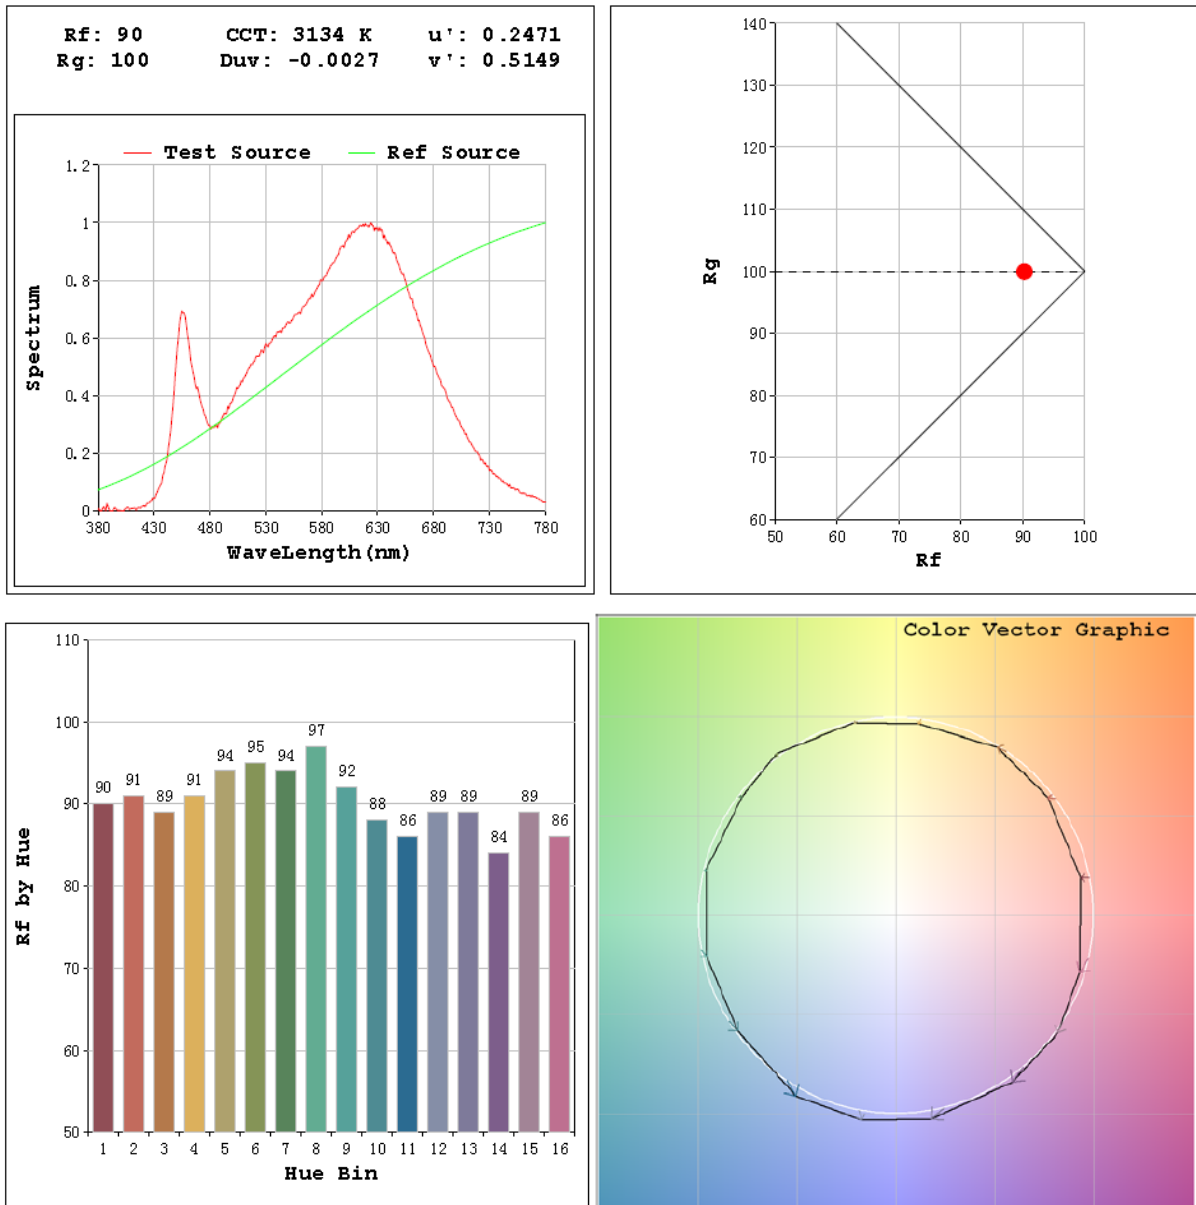 Rf: 90 CCT: 3134 K u': 0.2471
Rg: 100 Duv: -0.0027 v': 0.5149
Test Source Ref Source
1.2
1
0.8
0.6
0.4
0.2
0
Spectrum
380 430 480 530 580 630 680 730 780
WaveLength(nm)
140
130
120
110
100
90
80
70
60
Rg
50 60 70 80 90 100
Rf
110
100
90
80
70
60
50
Rf by Hue
90 91 89 91 94 95 94 97 92 88 86 89 89 84 89 86
1 2 3 4 5 6 7 8 9 10 11 12 13 14 15 16
Hue Bin
Color Vector Graphic